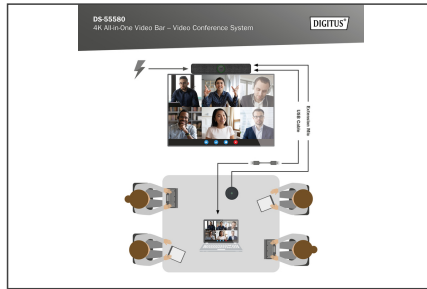 DS-55580
4K All-in-One Video Bar – Video Conference System
DIGITUS®
Extension Mic
USB Cable